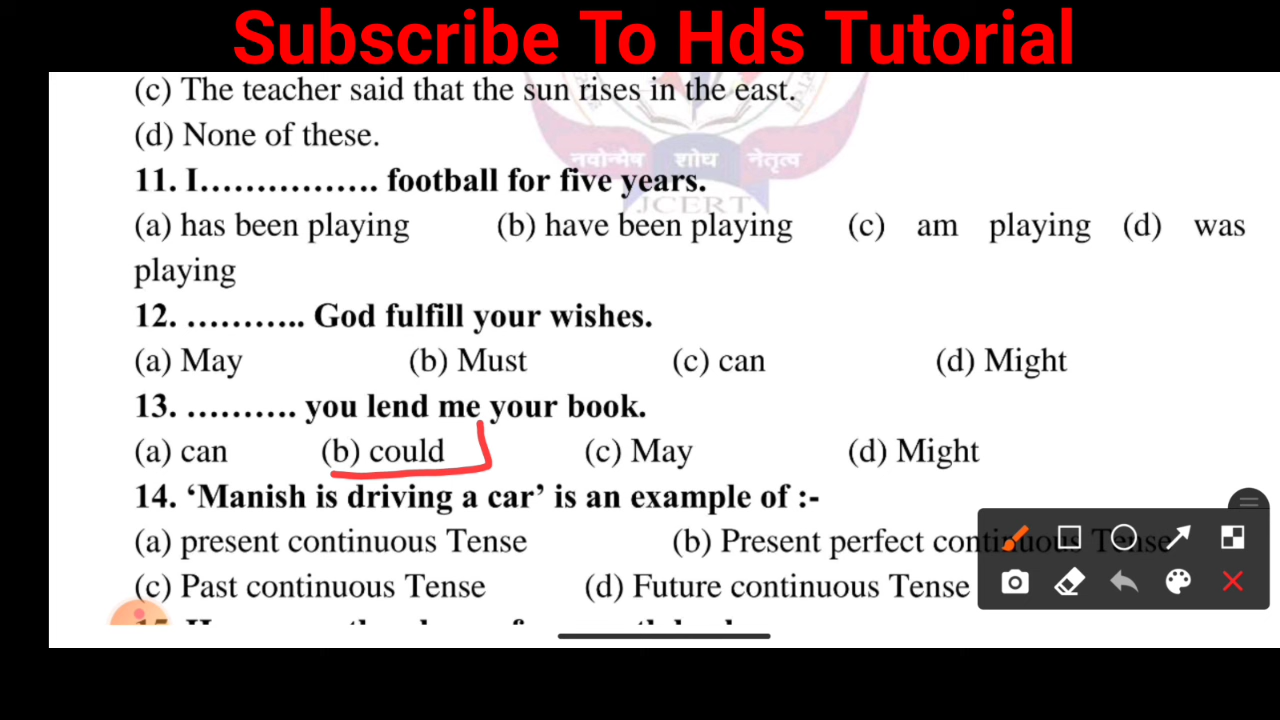 Subscribe To Hds Tutorial
(c) The teacher said that the sun rises in the east.
(d) None of these.
नवोन्मेष शोध नेतृत्व
11. I................ football for five years.
JCERT
(a) has been playing (b) have been playing (c) am playing (d) was
playing
12. ……….. God fulfill your wishes.
(a) May (b) Must (c) can (d) Might
13. ………. you lend me your book.
(a) can (b) could (c) May (d) Might
14. ‘Manish is driving a car’ is an example of :-
(a) present continuous Tense (b) Present perfect continuous Tense
(c) Past continuous Tense (d) Future continuous Tense